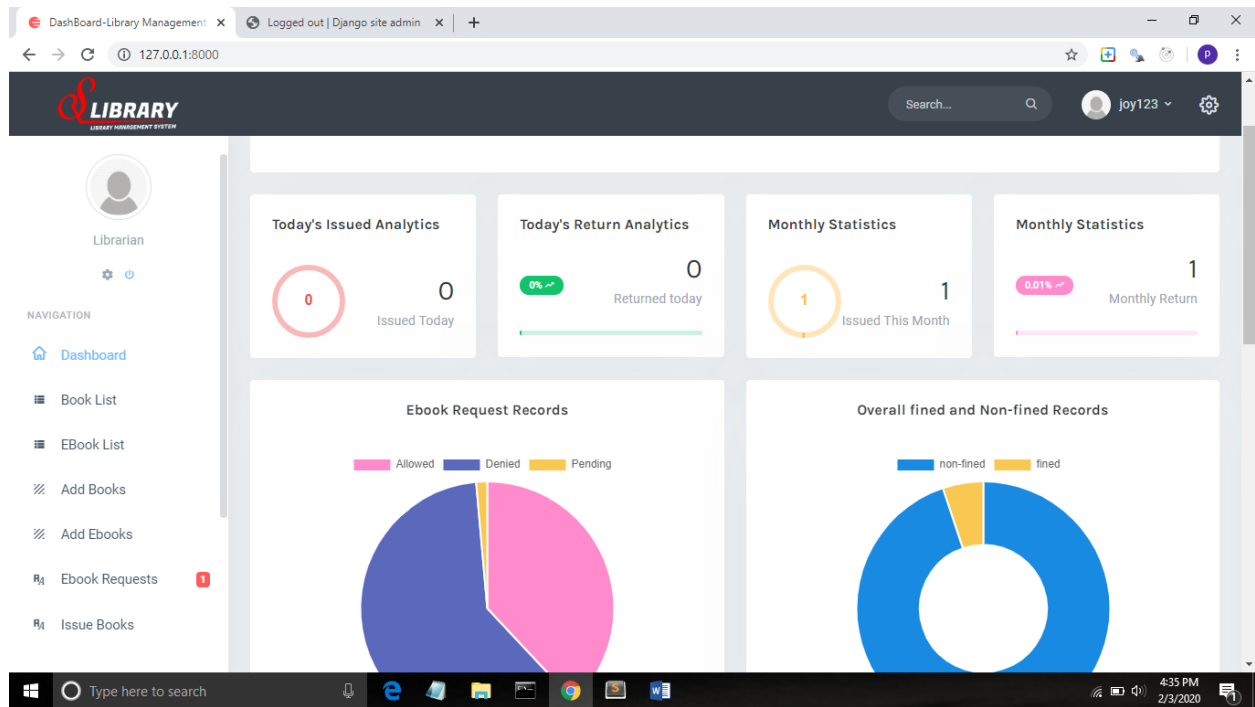 DashBoard-Library Management
Logged out | Django site admin
127.0.0.1:8000
P
S LIBRARY
LIBRARY MANAGEMENT SYSTEM
Search...
joy123
Librarian
NAVIGATION
Dashboard
Book List
EBook List
Add Books
Add Ebooks
Ebook Requests 1
Issue Books
Today's Issued Analytics
0
0
Issued Today
Today's Return Analytics
0% 0
Returned today
Monthly Statistics
1
1
Issued This Month
Monthly Statistics
0.01% 1
Monthly Return
Ebook Request Records
Allowed Denied Pending
Overall fined and Non-fined Records
non-fined fined
Type here to search
4:35 PM
2/3/2020
1